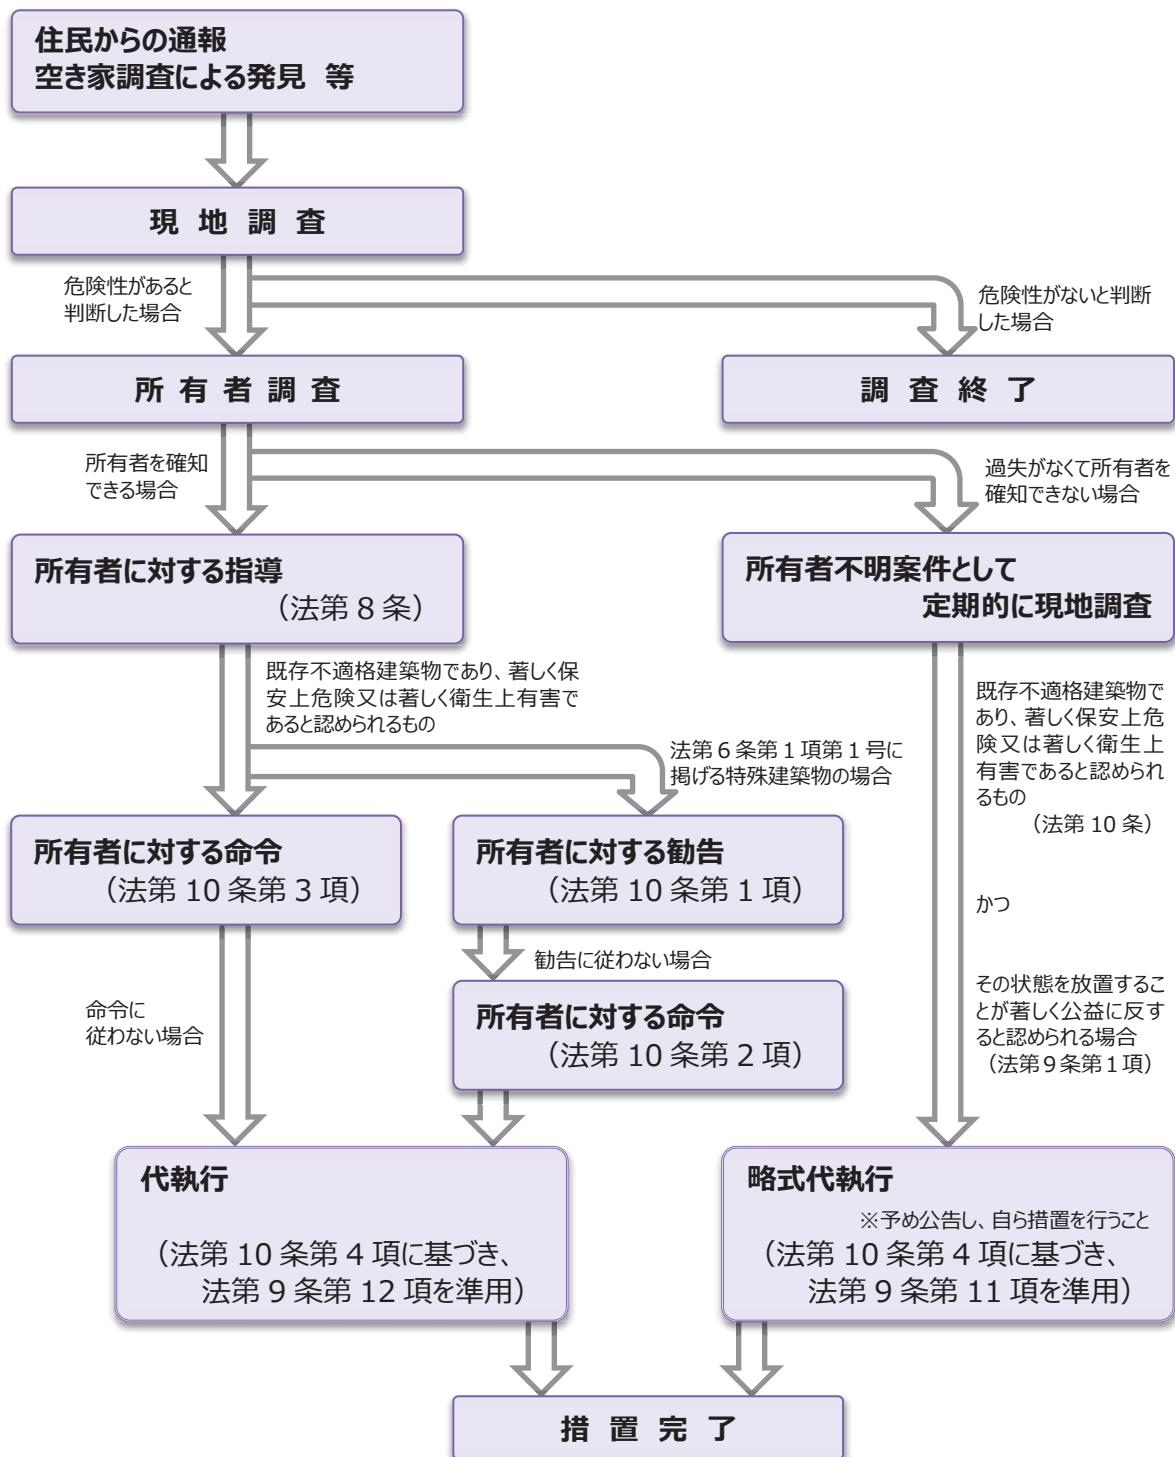 住民からの通報
空き家調査による発見 等
現地調査
危険性があると
判断した場合
危険性がないと判断
した場合
所有者調査
調査終了
所有者を確知
できる場合
過失がなくて所有者を
確知できない場合
所有者に対する指導
（法第８条）
所有者不明案件として
定期的に現地調査
既存不適格建築物であり、著しく保
安上危険又は著しく衛生上有害で
あると認められるもの
法第６条第１項第１号に
掲げる特殊建築物の場合
既存不適格建築物で
あり、著しく保安上危
険又は著しく衛生上
有害であると認められ
るもの
（法第 10 条）
所有者に対する命令
（法第 10 条第 3 項）
所有者に対する勧告
（法第 10 条第 1 項）
かつ
勧告に従わない場合
所有者に対する命令
（法第 10 条第 2 項）
命令に
従わない場合
その状態を放置するこ
とが著しく公益に反す
ると認められる場合
（法第９条第１項）
代執行
（法第 10 条第 4 項に基づき、
法第 9 条第 12 項を準用）
略式代執行
※予め公告し、自ら措置を行うこと
（法第 10 条第 4 項に基づき、
法第 9 条第 11 項を準用）
措置完了